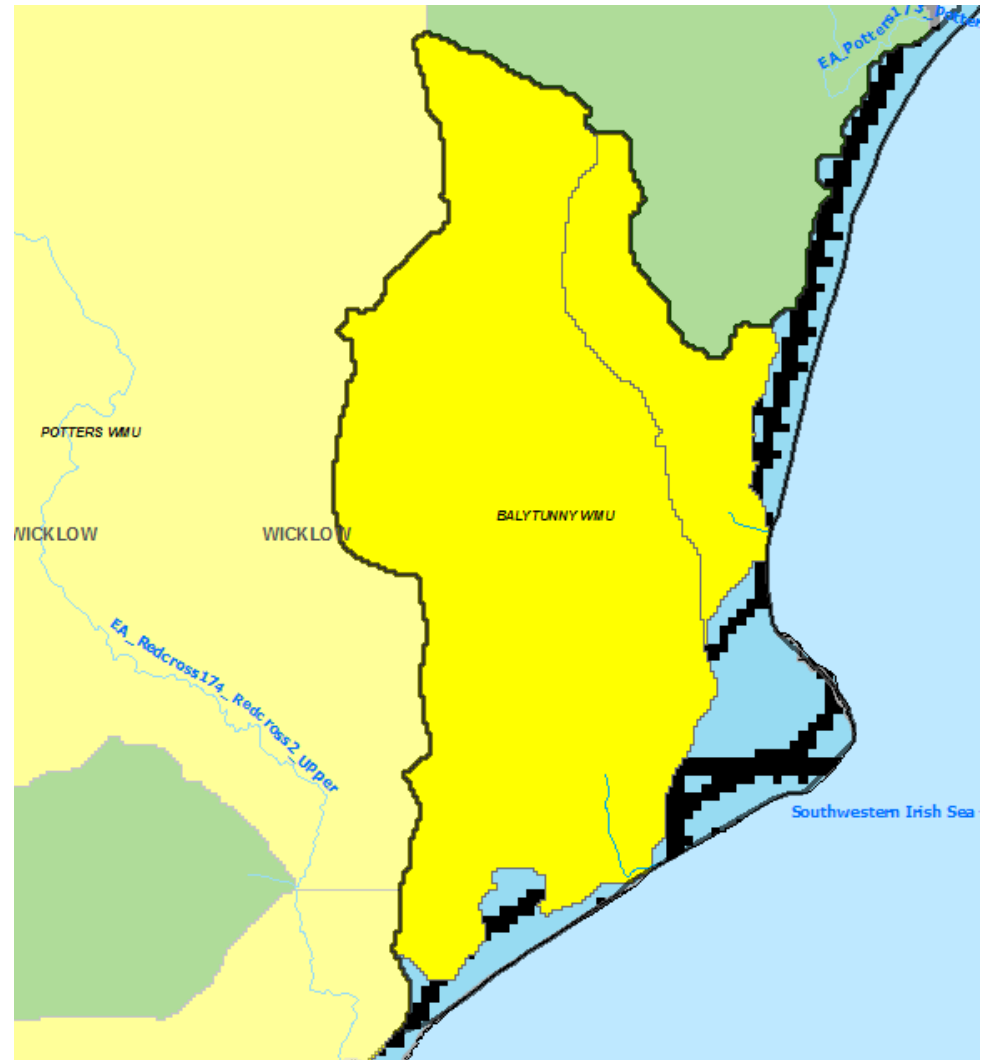 EA_Potters173_Potter
POTTERS WMU
BALYTUNNY WMU
WICKLOW
WICKLOW
EA_Redcross174_Redcross2_Upper
Southwestern Irish Sea